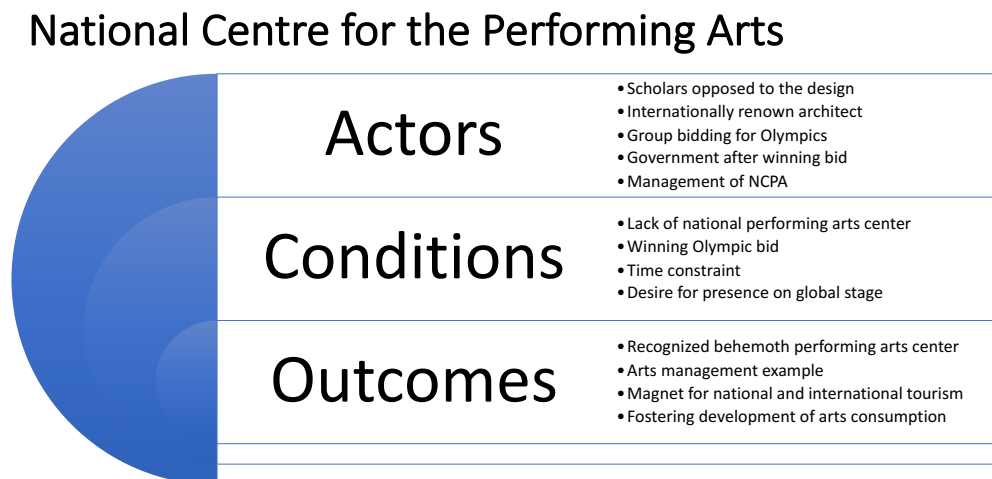 National Centre for the Performing Arts
Actors
•Scholars opposed to the design
•Internationally renown architect
•Group bidding for Olympics
•Government after winning bid
•Management of NCPA
Conditions
•Lack of national performing arts center
•Winning Olympic bid
•Time constraint
•Desire for presence on global stage
Outcomes
•Recognized behemoth performing arts center
•Arts management example
•Magnet for national and international tourism
•Fostering development of arts consumption